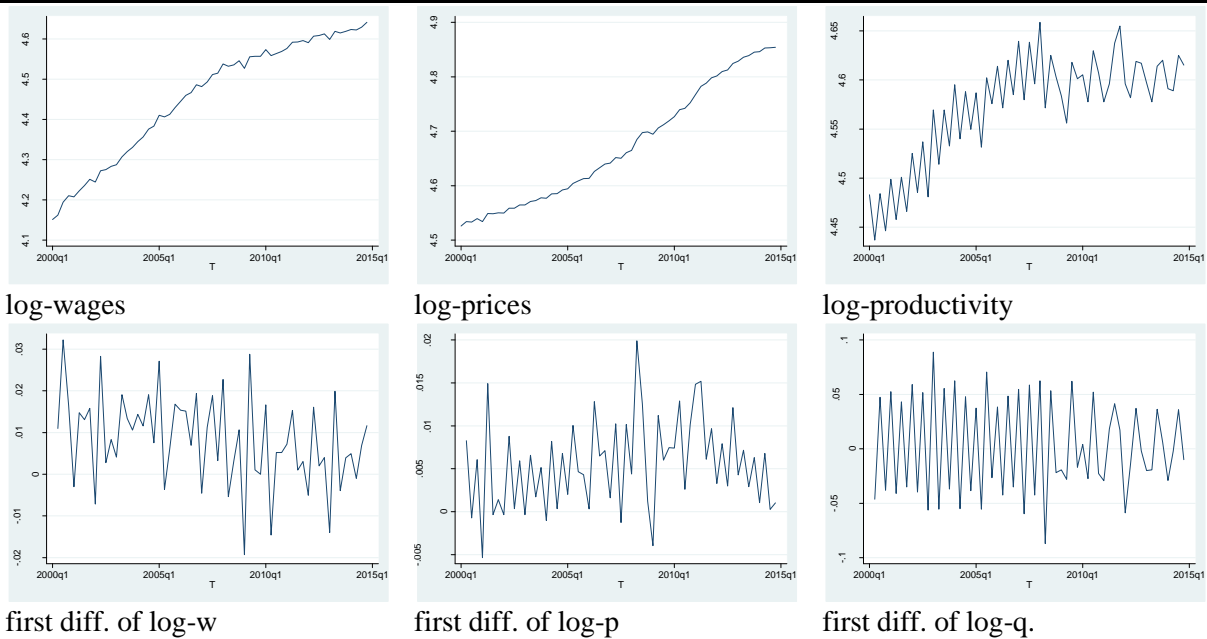 4.6
4.5
4.4
4.3
4.2
4.1
2000q1 2005q1 2010q1 2015q1
T
log-wages
4.9
4.8
4.7
4.6
4.5
2000q1 2005q1 2010q1 2015q1
T
log-prices
4.65
4.6
4.55
4.5
4.45
2000q1 2005q1 2010q1 2015q1
T
log-productivity
.03
.02
.01
0
-.01
-.02
2000q1 2005q1 2010q1 2015q1
T
first diff. of log-w
.02
.015
.01
.005
0
-.005
2000q1 2005q1 2010q1 2015q1
T
first diff. of log-p
.1
.05
0
-.05
-.1
2000q1 2005q1 2010q1 2015q1
T
first diff. of log-q.